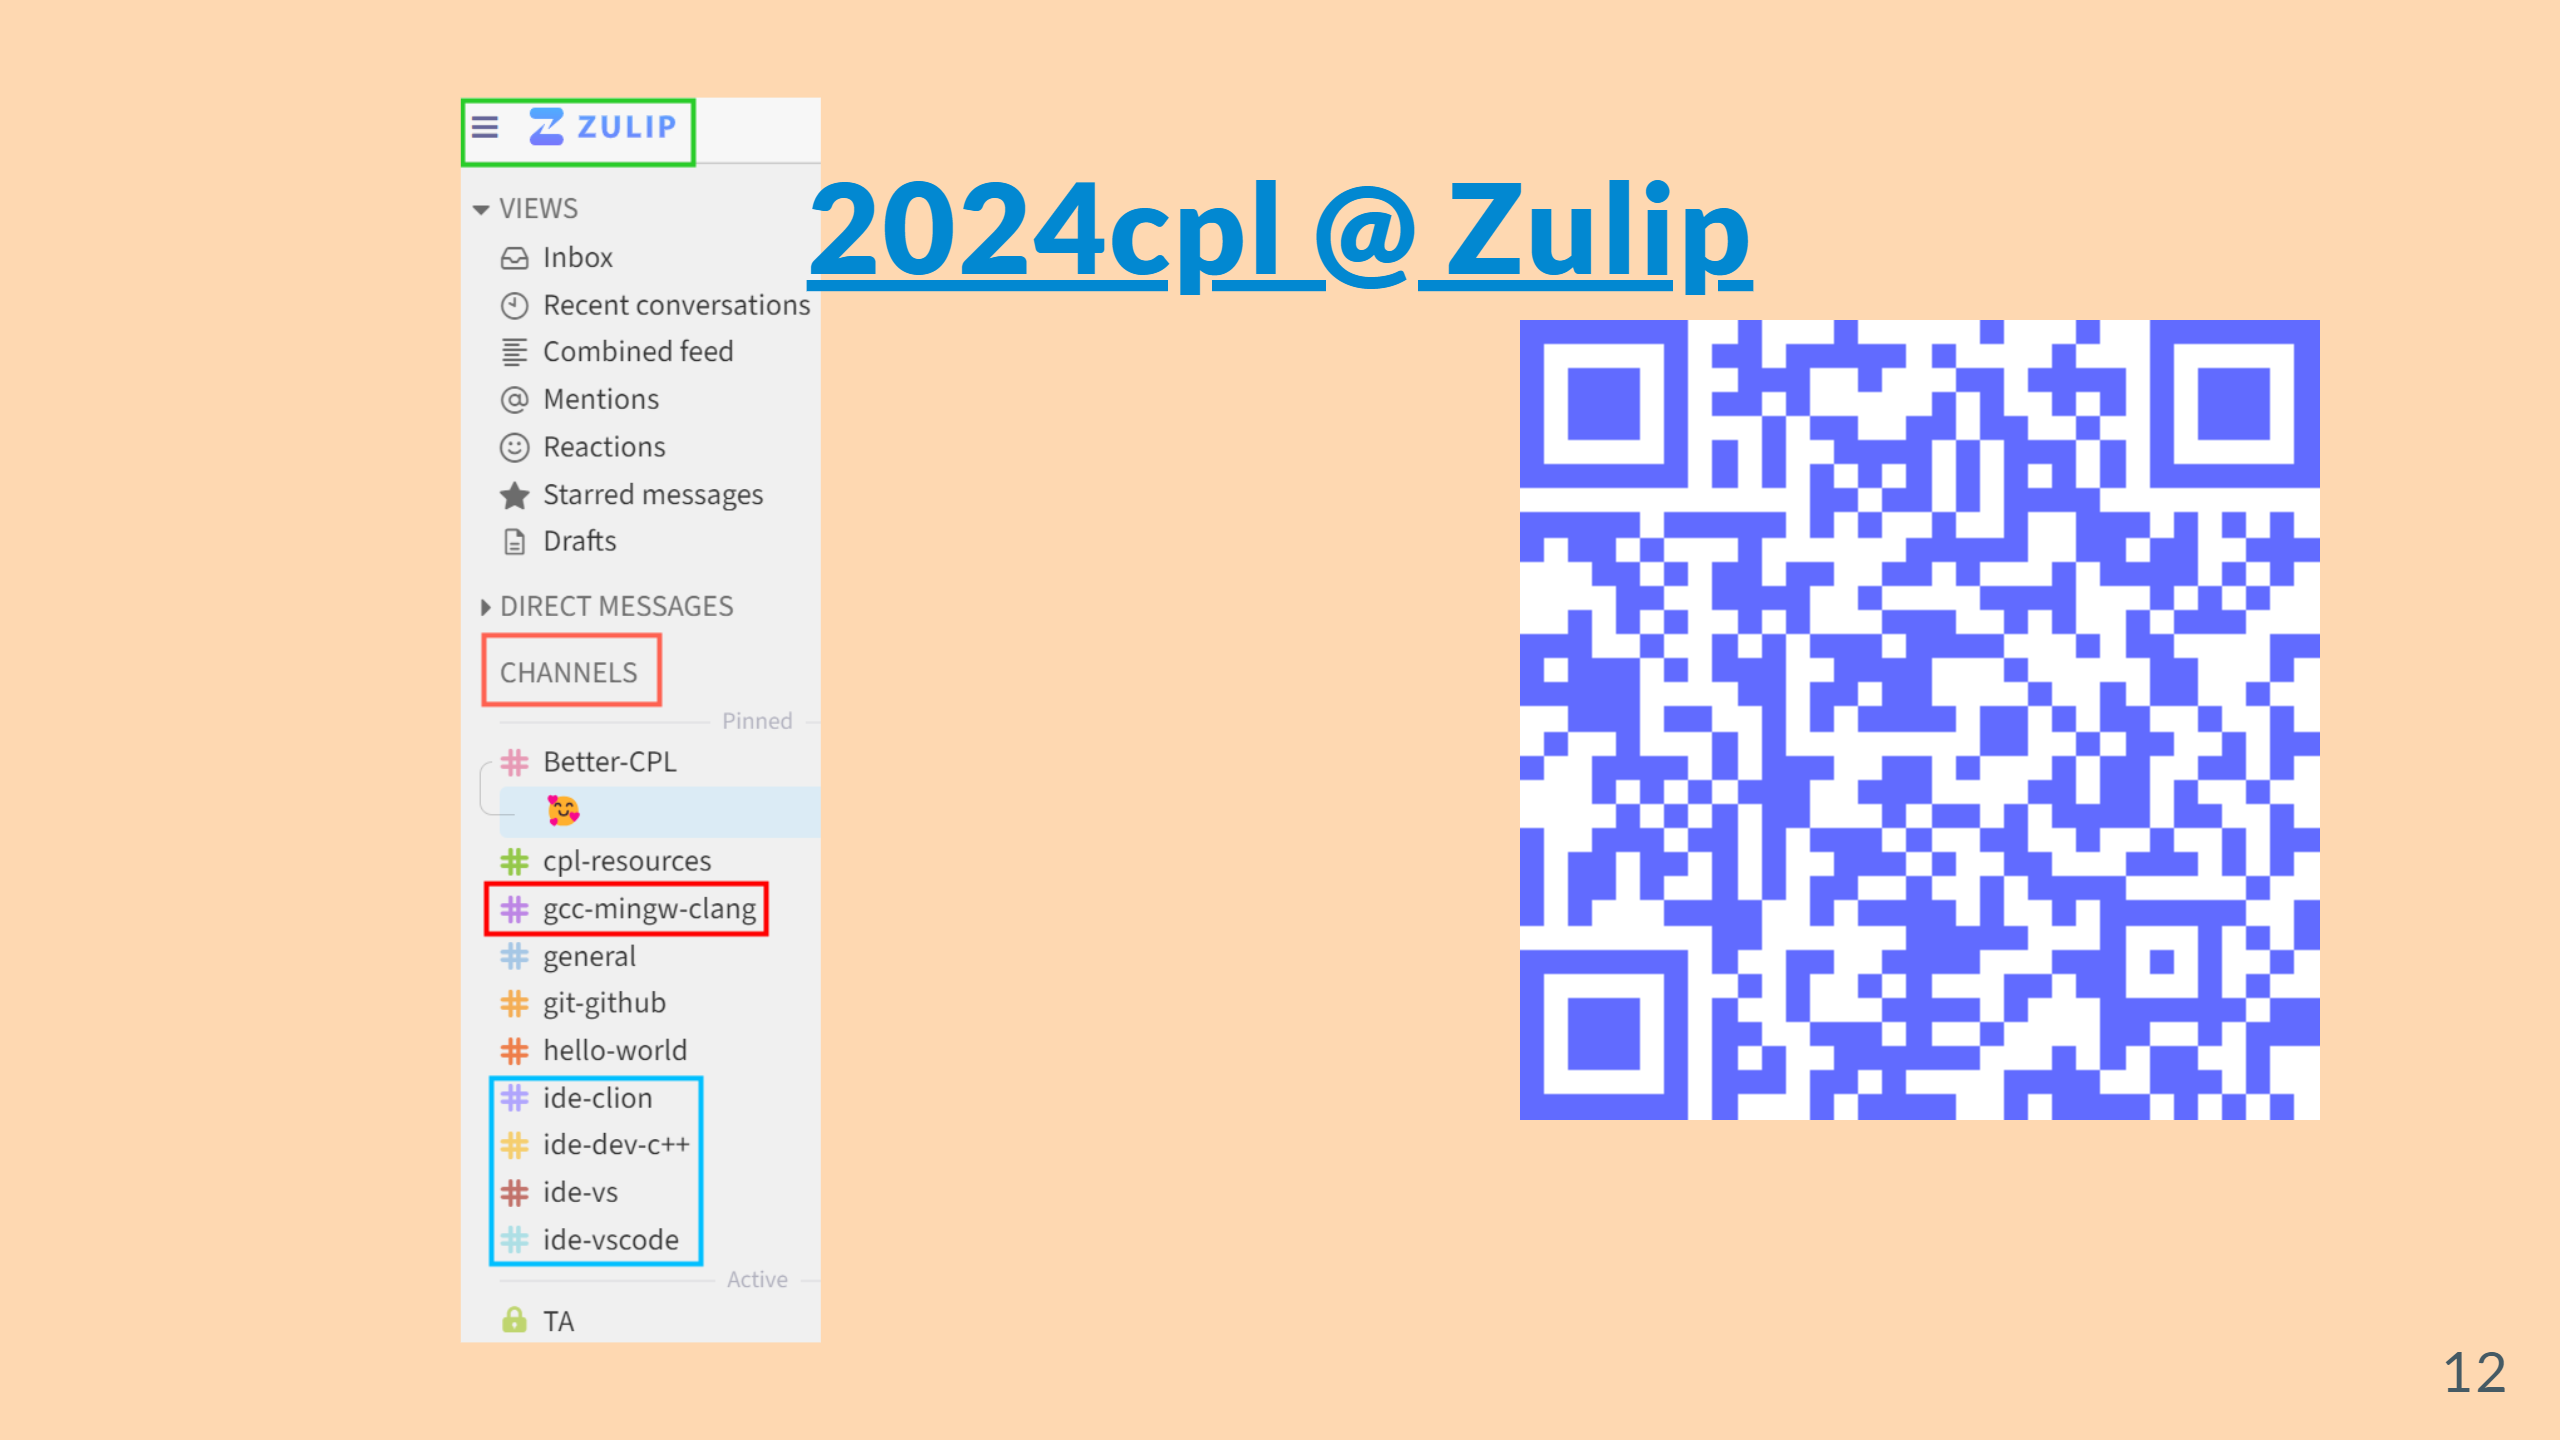 ZULIP
2024cpl @ Zulip
VIEWS
Inbox
Recent conversations
Combined feed
Mentions
Reactions
Starred messages
Drafts
DIRECT MESSAGES
CHANNELS
Pinned
Better-CPL
🥰
cpl-resources
gcc-mingw-clang
general
git-github
hello-world
ide-clion
ide-dev-c++
ide-vs
ide-vscode
Active
TA
12